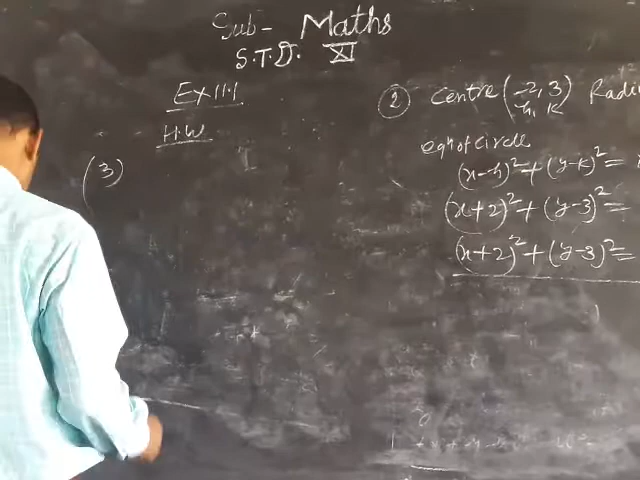 Sub- Maths
S.T.D. XI
Ex 11.1
H.W
(3)
② Centre (-2, 3) Radi
h, k
eqn of circle
(x-h)² + (y-k)² =
(x+2)² + (y-3)² =
(x+2)² + (y-3)² =